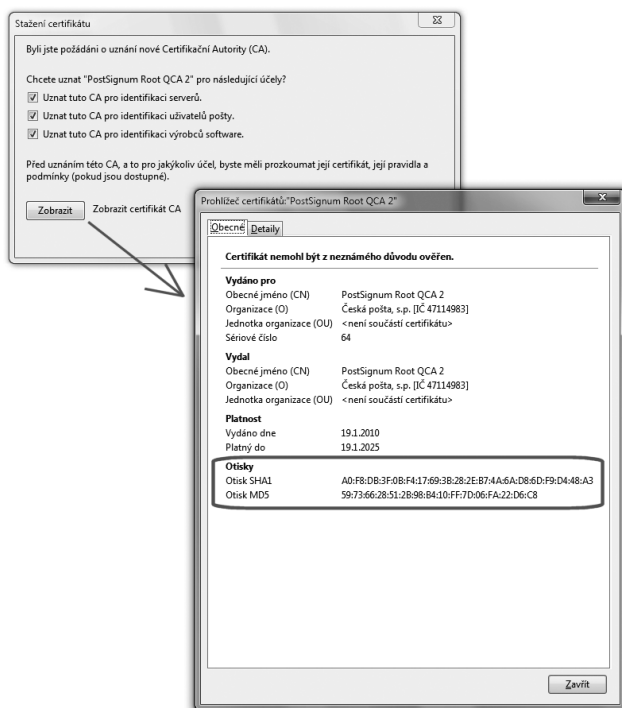 Stažení certifikátu
Byli jste požádáni o uznání nové Certifikační Autority (CA).
Chcete uznat "PostSignum Root QCA 2" pro následující účely?
Uznat tuto CA pro identifikaci serverů.
Uznat tuto CA pro identifikaci uživatelů pošty.
Uznat tuto CA pro identifikaci výrobců software.
Před uznáním této CA, a to pro jakýkoliv účel, byste měli prozkoumat její certifikát, její pravidla a
podmínky (pokud jsou dostupné).
Zobrazit Zobrazit certifikát CA
Prohlížeč certifikátů:"PostSignum Root QCA 2"
Obecné Detaily
Certifikát nemohl být z neznámého důvodu ověřen.
Vydáno pro
Obecné jméno (CN) PostSignum Root QCA 2
Organizace (O) Česká pošta, s.p. [IČ 47114983]
Jednotka organizace (OU) <není součástí certifikátu>
Sériové číslo 64
Vydal
Obecné jméno (CN) PostSignum Root QCA 2
Organizace (O) Česká pošta, s.p. [IČ 47114983]
Jednotka organizace (OU) <není součástí certifikátu>
Platnost
Vydáno dne 19.1.2010
Platný do 19.1.2025
Otisky
Otisk SHA1 A0:F8:DB:3F:0B:F4:17:69:3B:28:2E:B7:4A:6A:D8:6D:F9:D4:48:A3
Otisk MD5 59:73:66:28:51:2B:98:B4:10:FF:7D:06:FA:22:D6:C8
Zavřít